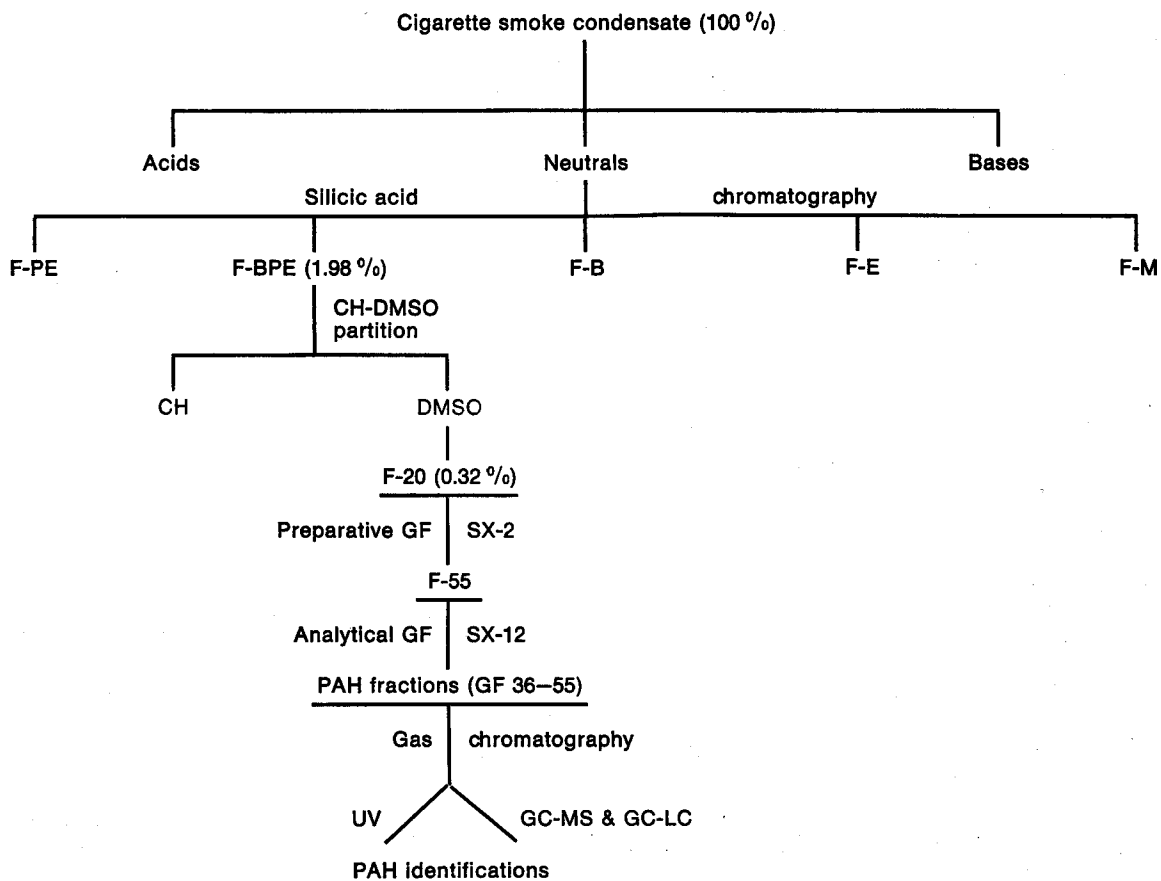 Cigarette smoke condensate (100 %)
Acids Neutrals Bases
Silicic acid chromatography
F-PE F-BPE (1.98 %) F-B F-E F-M
CH-DMSO
partition
CH DMSO
F-20 (0.32 %)
Preparative GF SX-2
F-55
Analytical GF SX-12
PAH fractions (GF 36–55)
Gas chromatography
UV GC-MS & GC-LC
PAH identifications